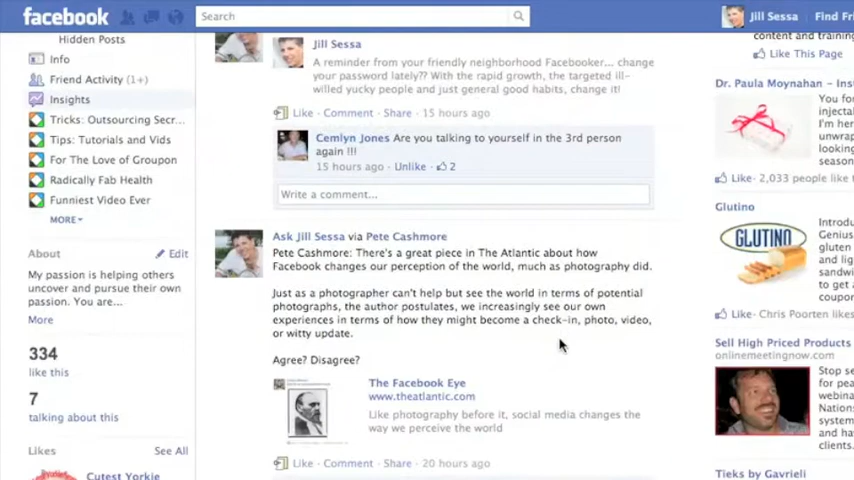 facebook
Search
Jill Sessa
Find Fri
Hidden Posts
Info
Friend Activity (1+)
Insights
Tricks: Outsourcing Secr...
Tips: Tutorials and Vids
For The Love of Groupon
Radically Fab Health
Funniest Video Ever
MORE
About
Edit
My passion is helping others
uncover and pursue their own
passion. You are...
More
334
like this
7
talking about this
Likes
See All
Cutest Yorkie
Jill Sessa
A reminder from your friendly neighborhood Facebooker... change
your password lately?? With the rapid growth, the targeted ill-
willed yucky people and just general good habits, change it!
Like · Comment · Share · 15 hours ago
Cemlyn Jones Are you talking to yourself in the 3rd person
again !!!
15 hours ago · Unlike · 2
Write a comment...
Ask Jill Sessa via Pete Cashmore
Pete Cashmore: There's a great piece in The Atlantic about how
Facebook changes our perception of the world, much as photography did.
Just as a photographer can't help but see the world in terms of potential
photographs, the author postulates, we increasingly see our own
experiences in terms of how they might become a check-in, photo, video,
or witty update.
Agree? Disagree?
The Facebook Eye
www.theatlantic.com
Like photography before it, social media changes the
way we perceive the world
Like · Comment · Share · 20 hours ago
content and training
Like This Page
Dr. Paula Moynahan – Inst
You fo
injectal
I'm her
unwrap
looking
season
Like · 2,033 people like
Glutino
GLUTINO
Introdu
Genius
gluten
and lig
sandwi
to get a
coupor
Like · Chris Poorten likes
Sell High Priced Products
onlinemeetingnow.com
Stop se
for pea
webina
Nation
system
and ha
system
Tieks by Gavrieli